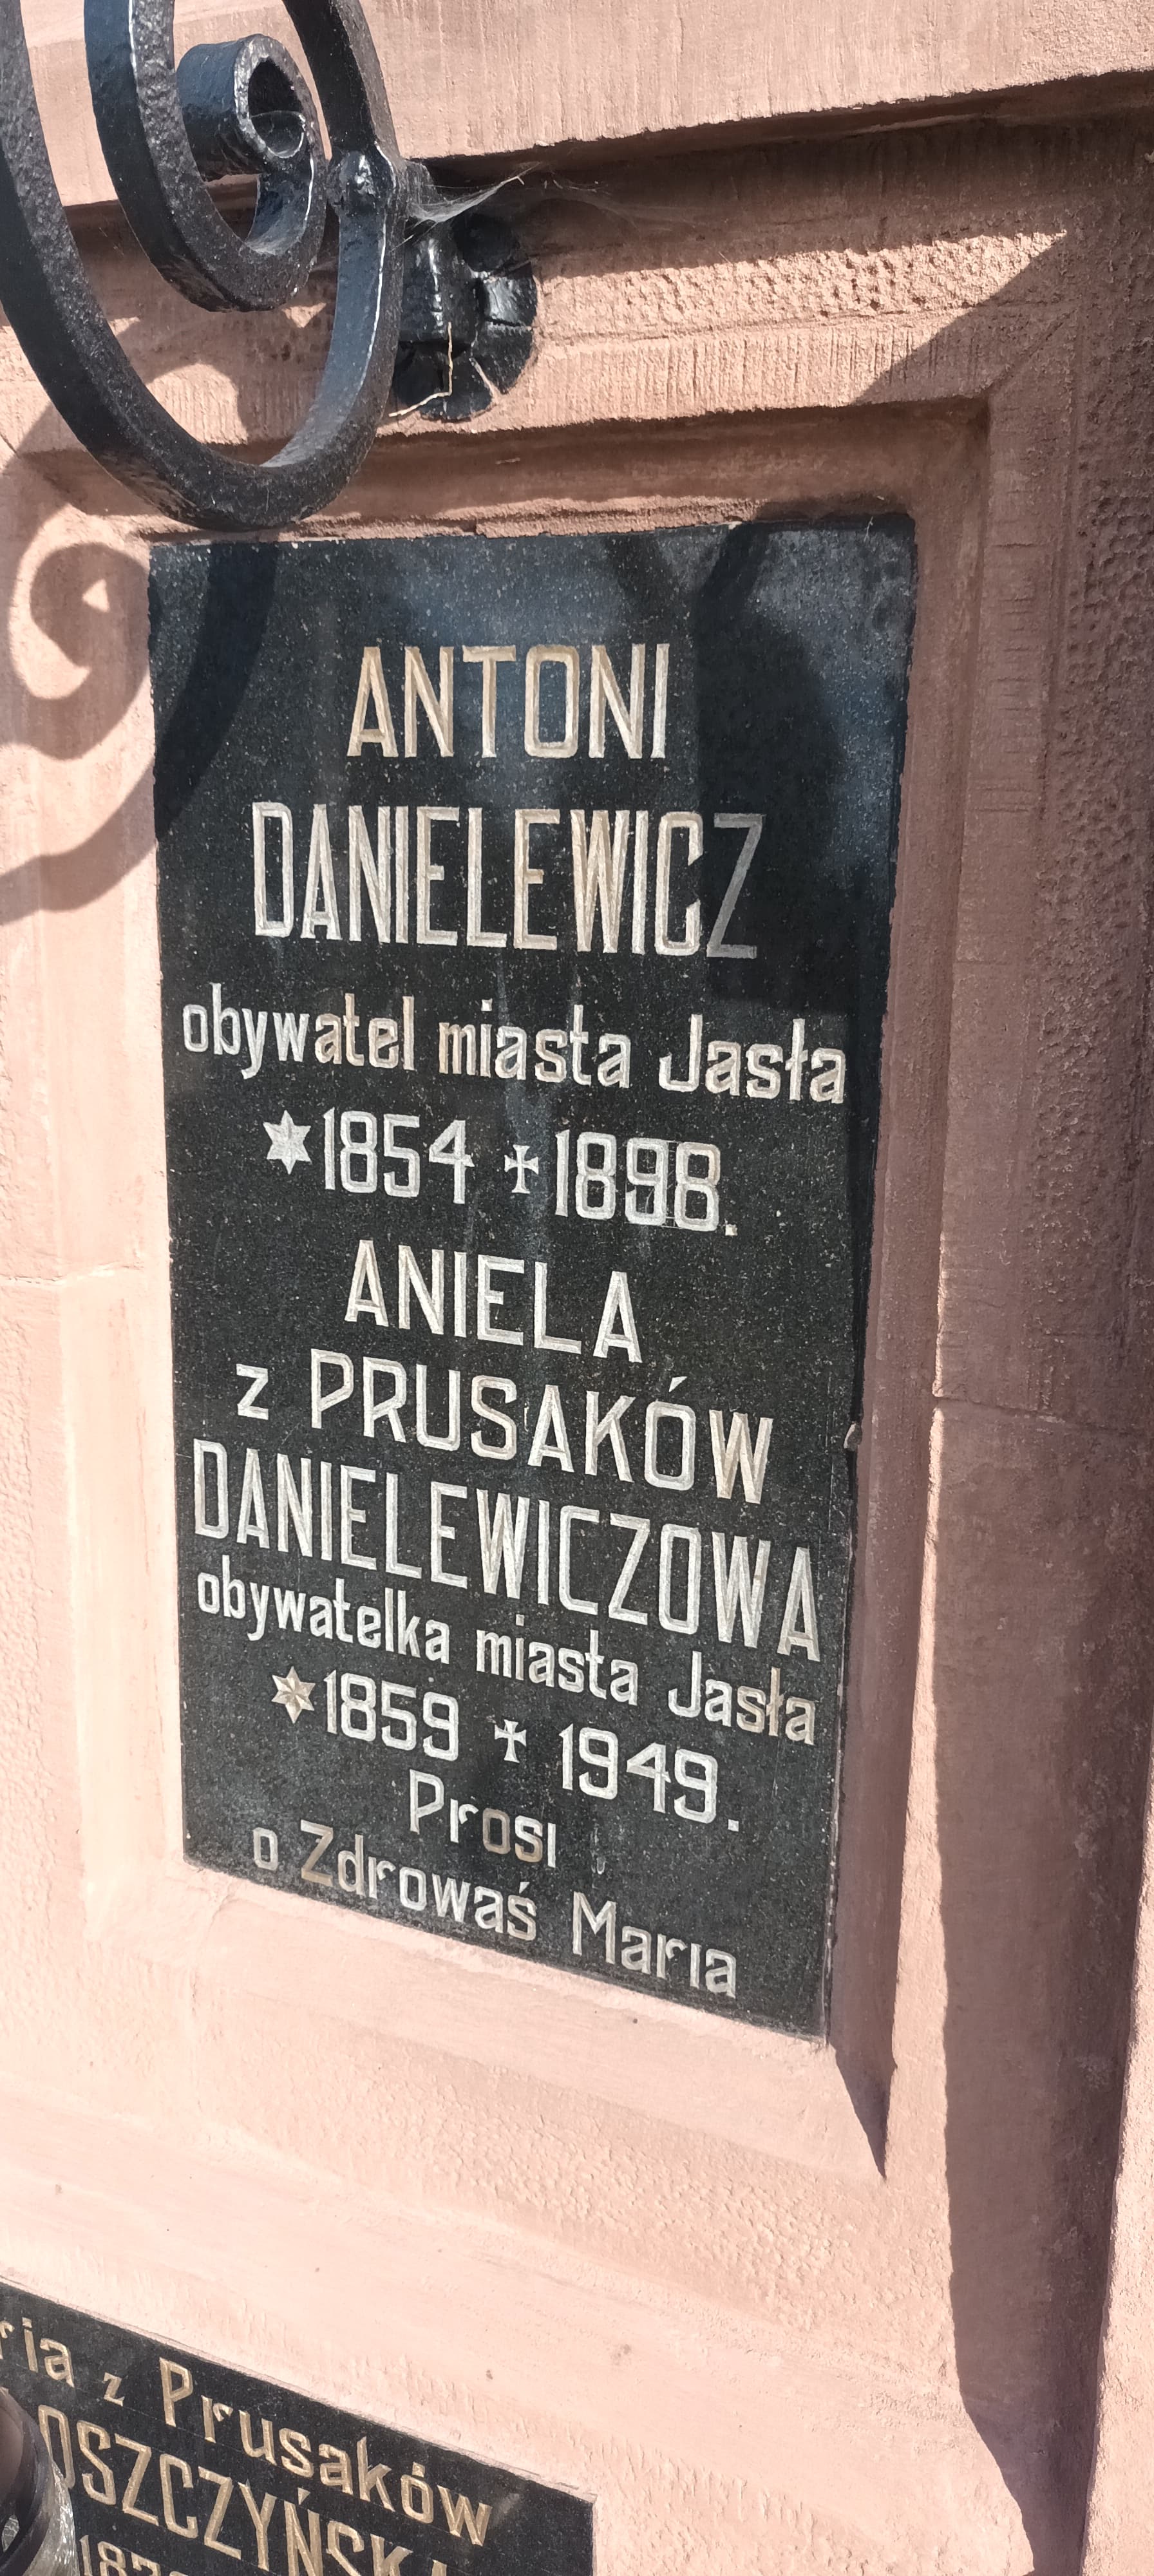 ANTONI
DANIELEWICZ
obywatel miasta Jasła
*1854 +1898.
ANIELA
z PRUSAKÓW
DANIELEWICZOWA
obywatelka miasta Jasła
*1859 + 1949.
Prosi
o Zdrowaś Maria
z Prusaków